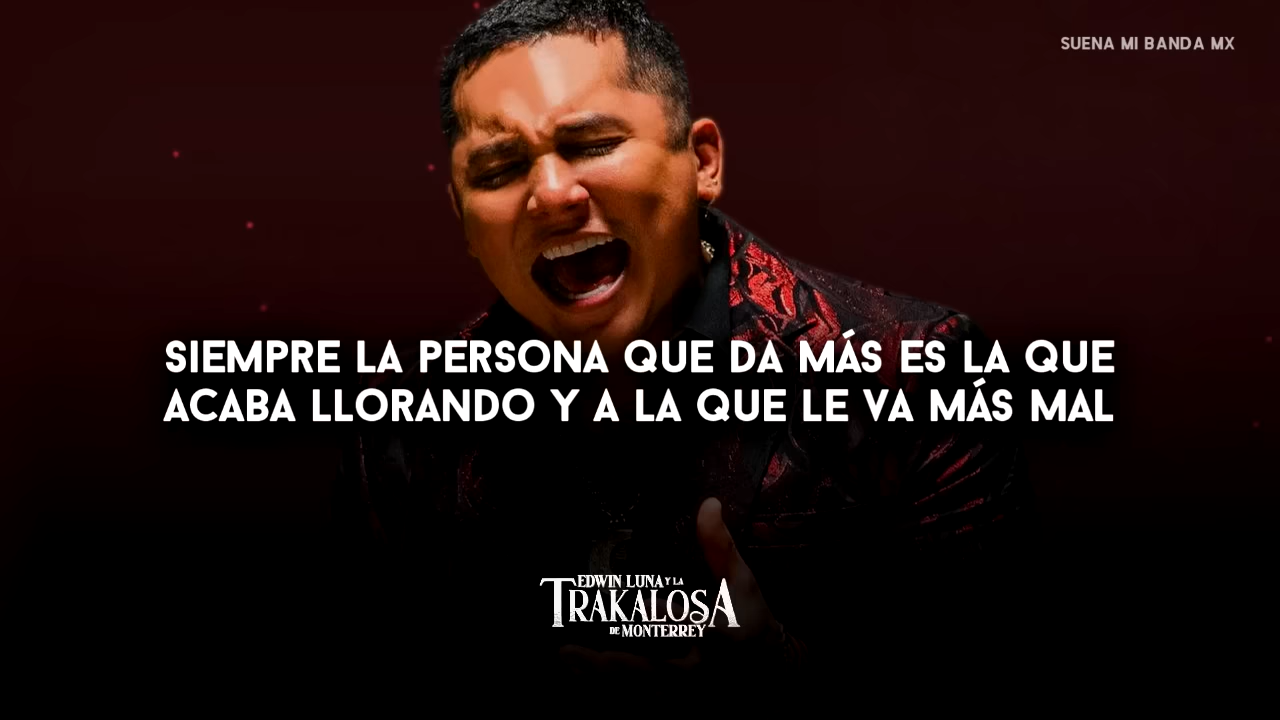 SUENA MI BANDA MX
SIEMPRE LA PERSONA QUE DA MÁS ES LA QUE
ACABA LLORANDO Y A LA QUE LE VA MÁS MAL
EDWIN LUNA Y LA
TRAKALOSA
DE MONTERREY